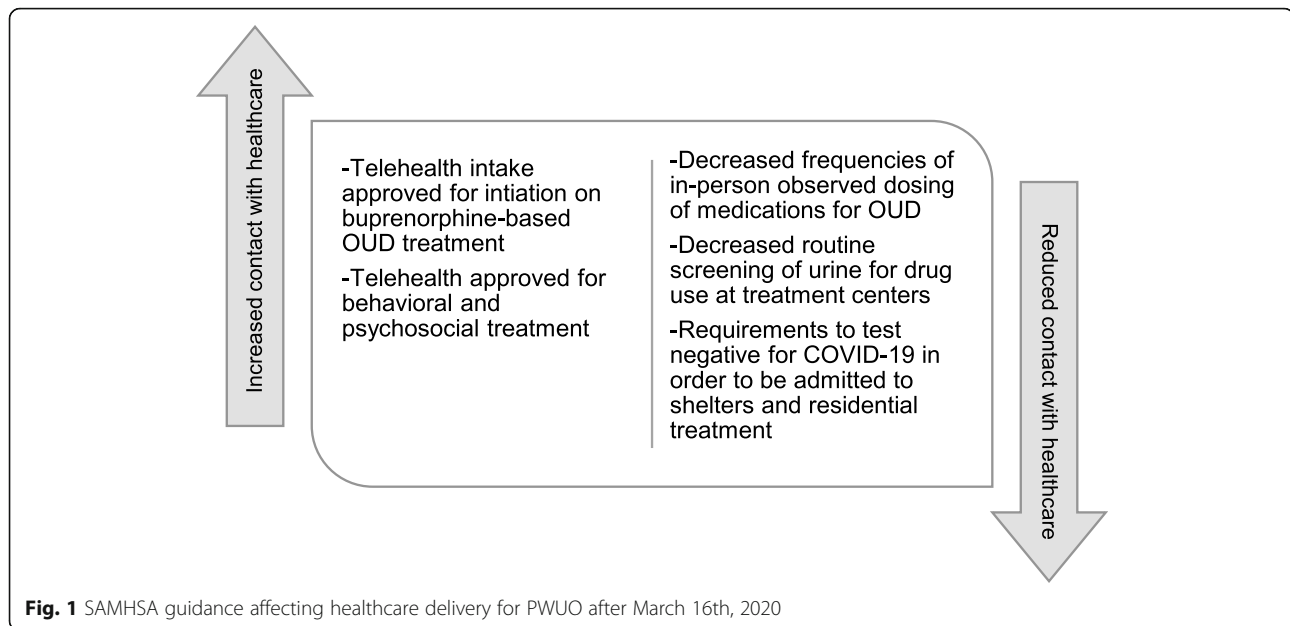 Increased contact with healthcare
-Telehealth intake
approved for intiation on
buprenorphine-based
OUD treatment
-Telehealth approved for
behavioral and
psychosocial treatment
-Decreased frequencies of
in-person observed dosing
of medications for OUD
-Decreased routine
screening of urine for drug
use at treatment centers
-Requirements to test
negative for COVID-19 in
order to be admitted to
shelters and residential
treatment
Reduced contact with healthcare
Fig. 1 SAMHSA guidance affecting healthcare delivery for PWUO after March 16th, 2020